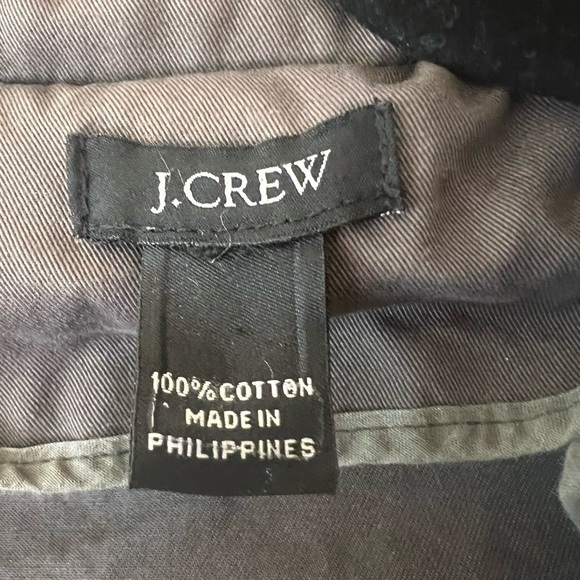 J.CREW
100% COTTON
MADE IN
PHILIPPINES